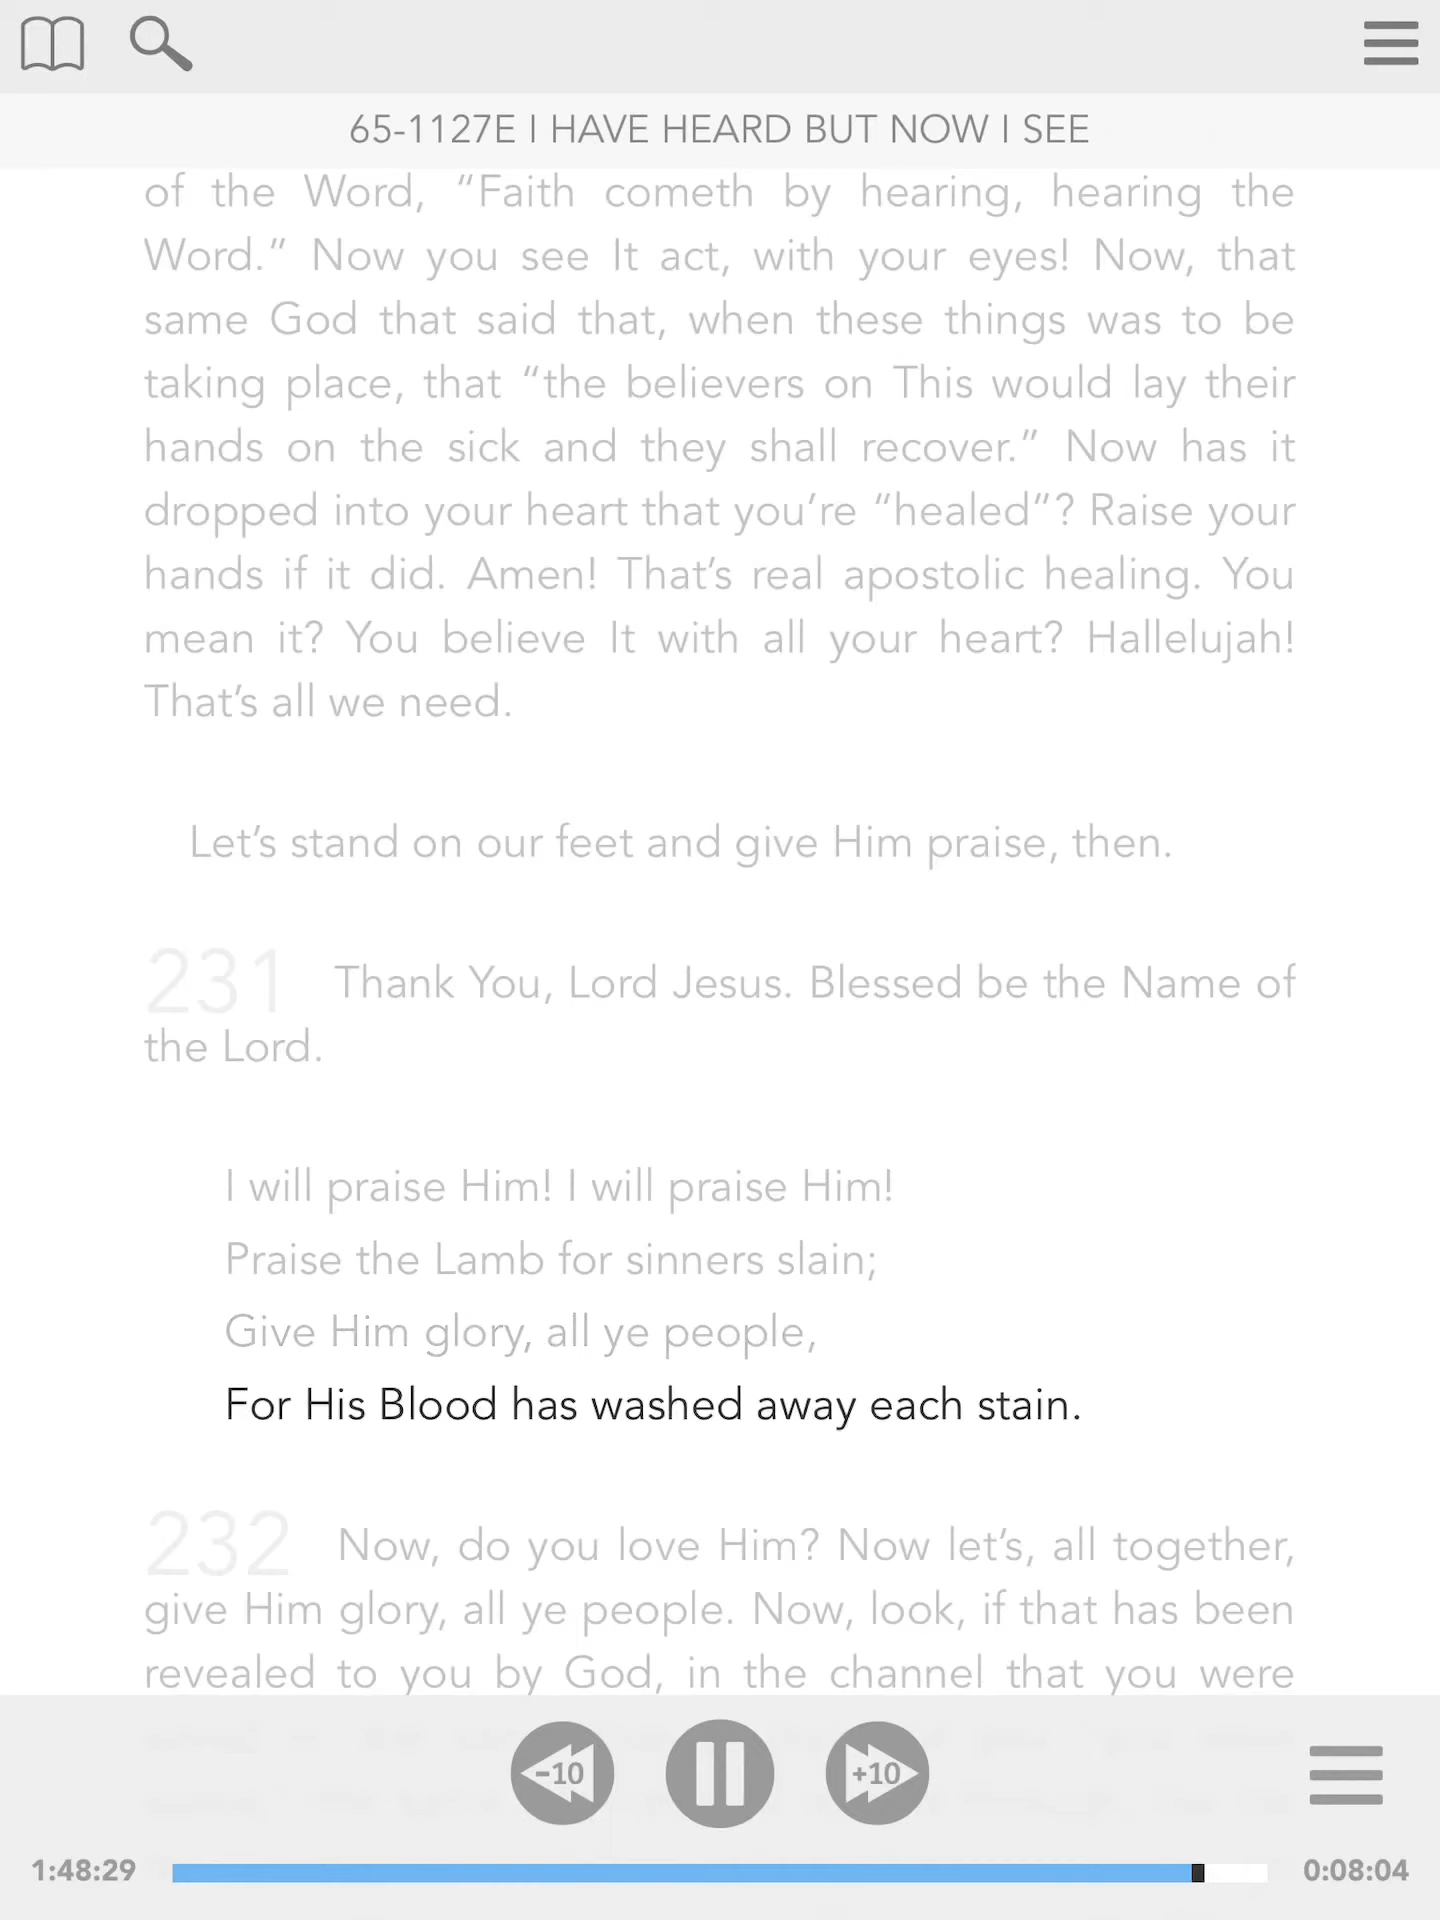 65-1127E I HAVE HEARD BUT NOW I SEE
of the Word, “Faith cometh by hearing, hearing the
Word.” Now you see It act, with your eyes! Now, that
same God that said that, when these things was to be
taking place, that “the believers on This would lay their
hands on the sick and they shall recover.” Now has it
dropped into your heart that you’re “healed“? Raise your
hands if it did. Amen! That’s real apostolic healing. You
mean it? You believe It with all your heart? Hallelujah!
That’s all we need.
Let’s stand on our feet and give Him praise, then.
231 Thank You, Lord Jesus. Blessed be the Name of
the Lord.
I will praise Him! I will praise Him!
Praise the Lamb for sinners slain;
Give Him glory, all ye people,
For His Blood has washed away each stain.
232 Now, do you love Him? Now let’s, all together,
give Him glory, all ye people. Now, look, if that has been
revealed to you by God, in the channel that you were
-10 +10
1:48:29 0:08:04